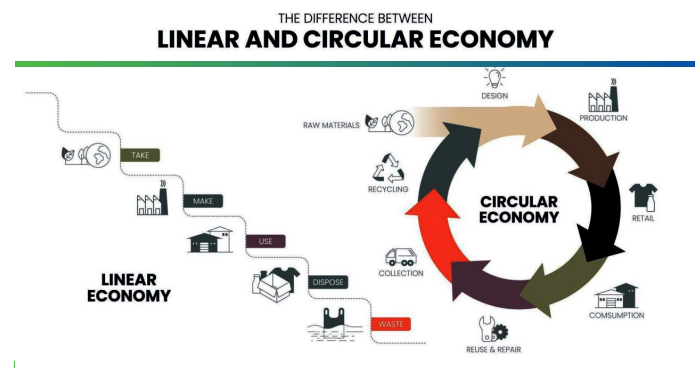 THE DIFFERENCE BETWEEN
LINEAR AND CIRCULAR ECONOMY
TAKE
MAKE
USE
DISPOSE
WASTE
LINEAR
ECONOMY
RAW MATERIALS
DESIGN
PRODUCTION
RETAIL
COMSUMPTION
REUSE & REPAIR
COLLECTION
RECYCLING
CIRCULAR
ECONOMY